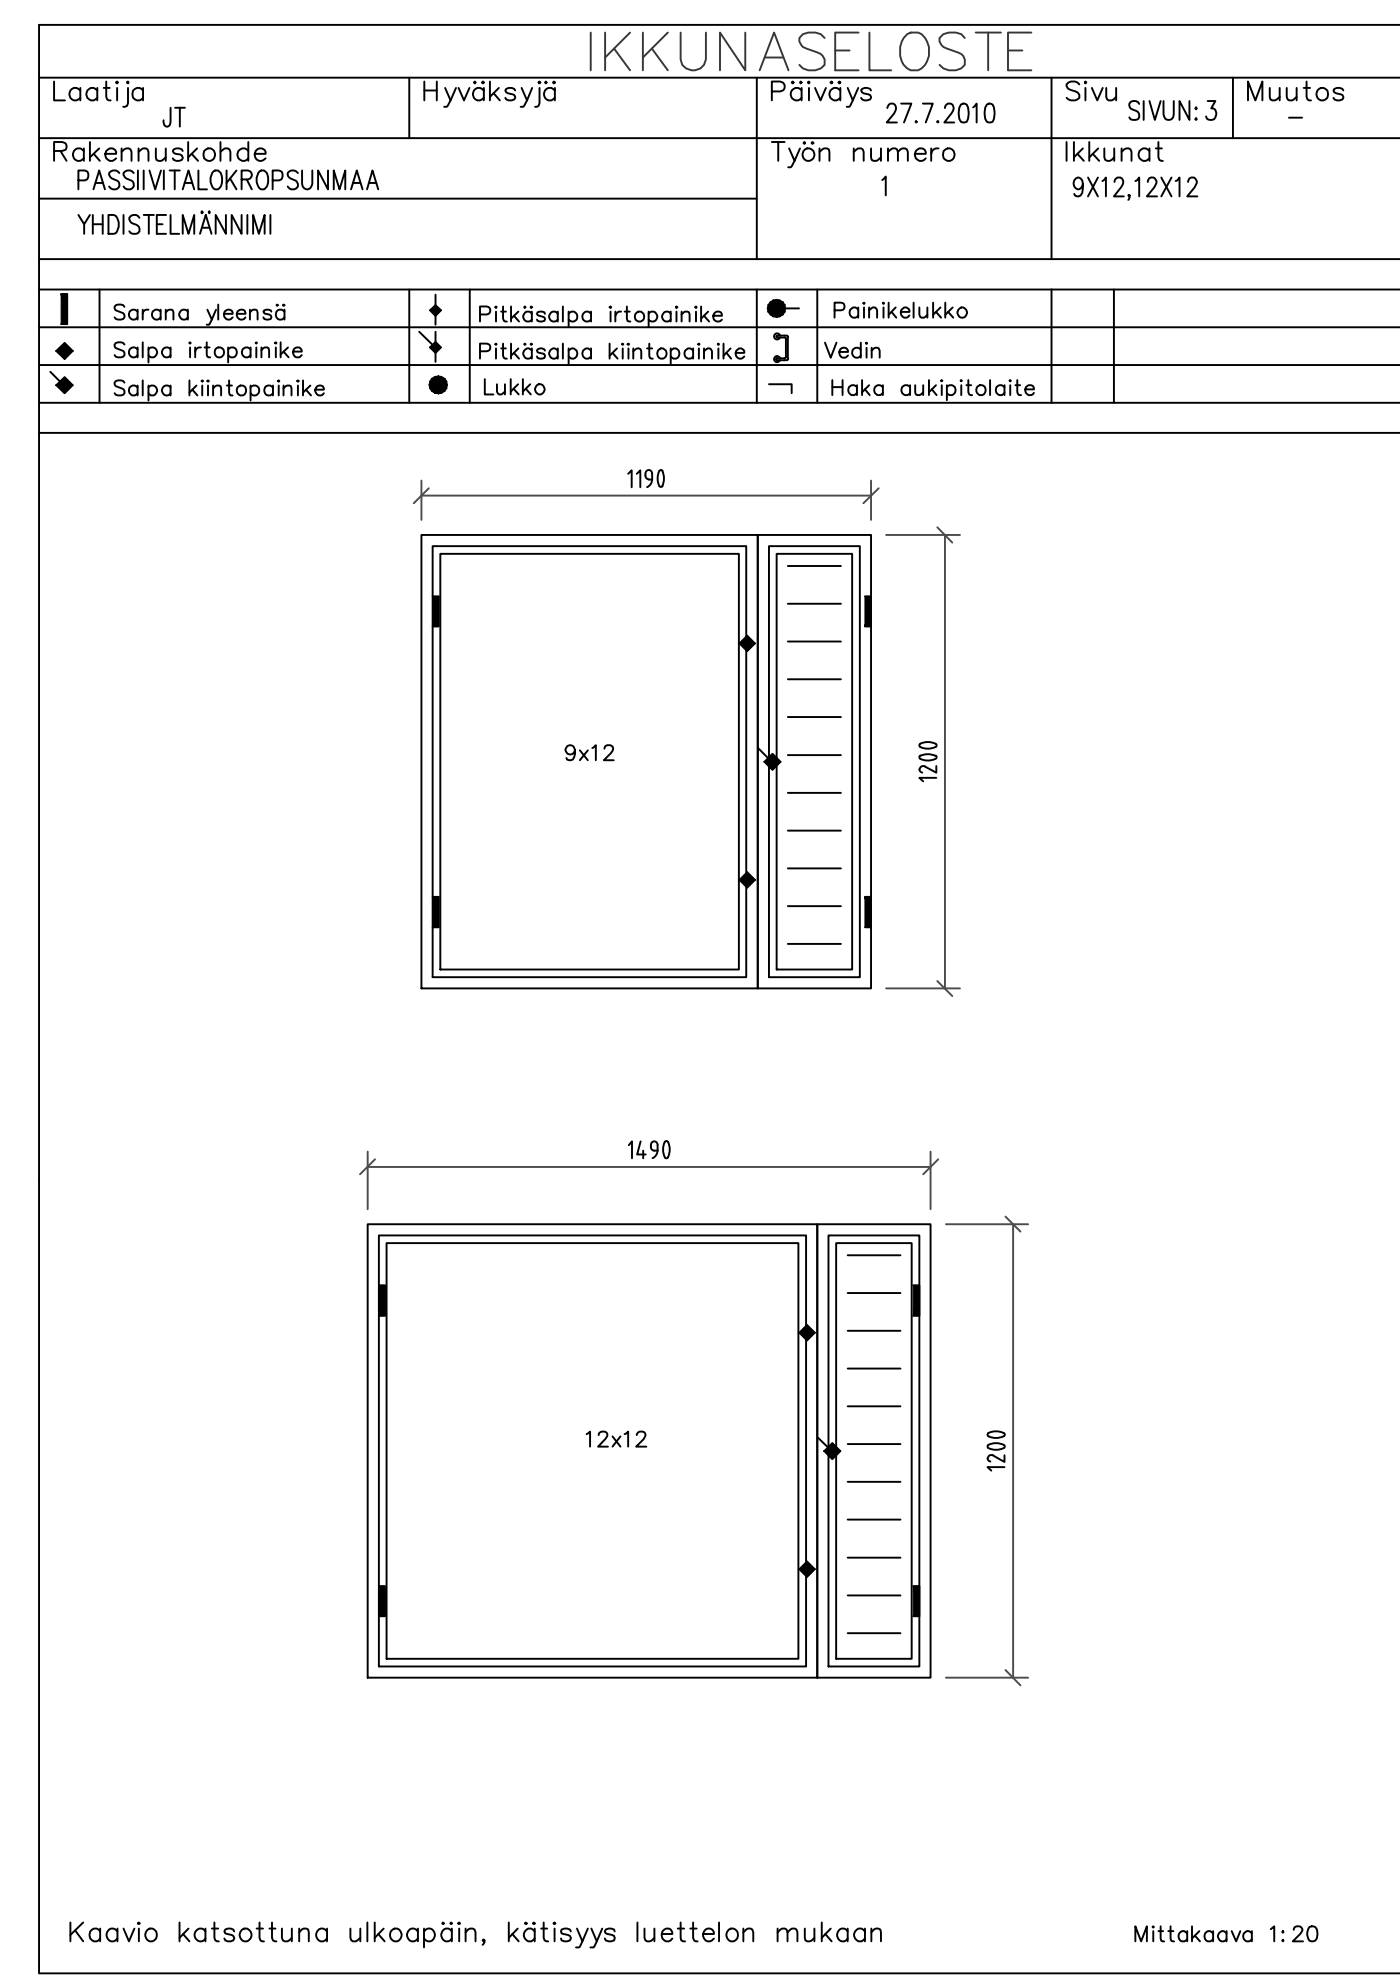 IKKUNASELOSTE
Laatija
JT
Hyväksyjä
Päiväys
27.7.2010
Sivu
SIVUN: 3
Muutos
–
Rakennuskohde
PASSIIVITALOKROPSUNMAA
YHDISTELMÄNNIMI
Työn numero
1
Ikkunat
9X12,12X12
Sarana yleensä
Pitkäsalpa irtopainike
Painikelukko
Salpa irtopainike
Pitkäsalpa kiintopainike
Vedin
Salpa kiintopainike
Lukko
Haka aukipitolaite
1190
9x12
1200
1490
12x12
1200
Kaavio katsottuna ulkoapäin, kätisyys luettelon mukaan
Mittakaava 1:20